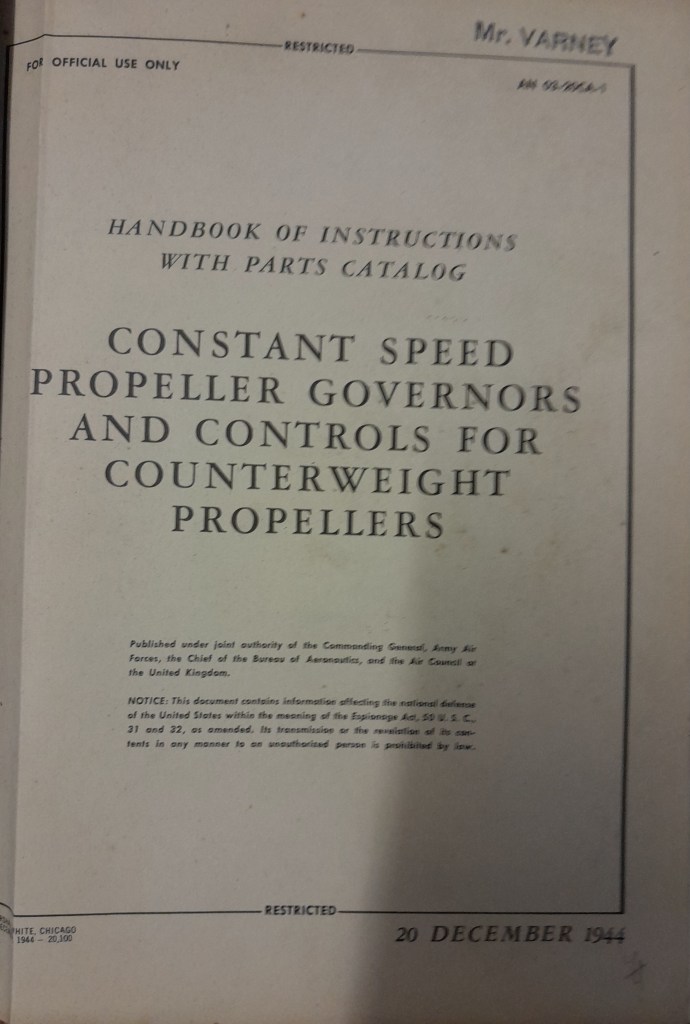 Mr. VARNEY
RESTRICTED
FOR OFFICIAL USE ONLY
HANDBOOK OF INSTRUCTIONS
WITH PARTS CATALOG
CONSTANT SPEED
PROPELLER GOVERNORS
AND CONTROLS FOR
COUNTERWEIGHT
PROPELLERS
Published under joint authority of the Commanding General, Army Air
Forces, the Chief of the Bureau of Aeronautics, and the Air Council of
the United Kingdom.
NOTICE: This document contains information affecting the national defense
of the United States within the meaning of the Espionage Act, 50 U. S. C.,
31 and 32, as amended. Its transmission or the revelation of its con-
tents in any manner to an unauthorized person is prohibited by law.
RESTRICTED
HITE, CHICAGO
1944 — 20,100
20 DECEMBER 1944